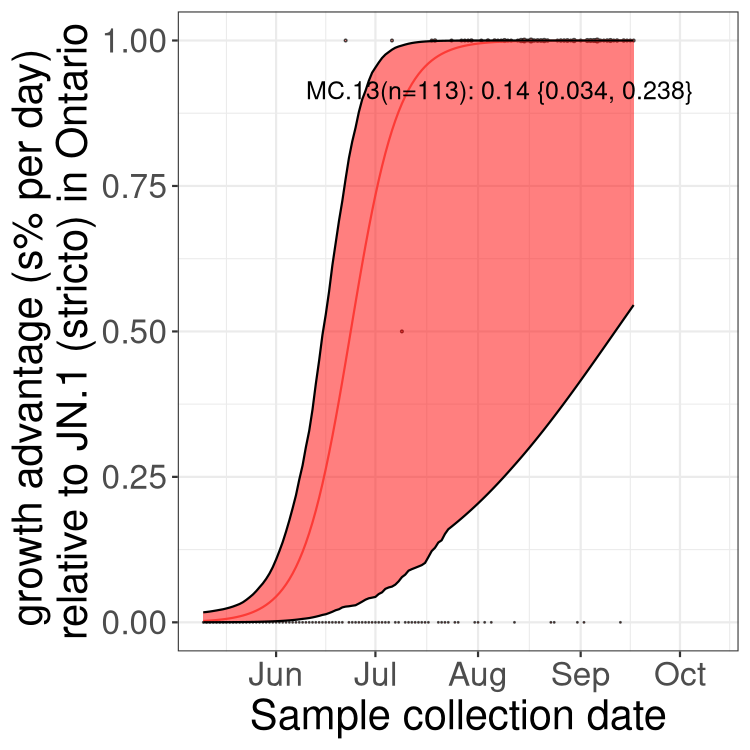 growth advantage (s% per day)
relative to JN.1 (stricto) in Ontario
1.00
0.75
0.50
0.25
0.00
MC.13(n=113): 0.14 {0.034, 0.238}
Jun Jul Aug Sep Oct
Sample collection date